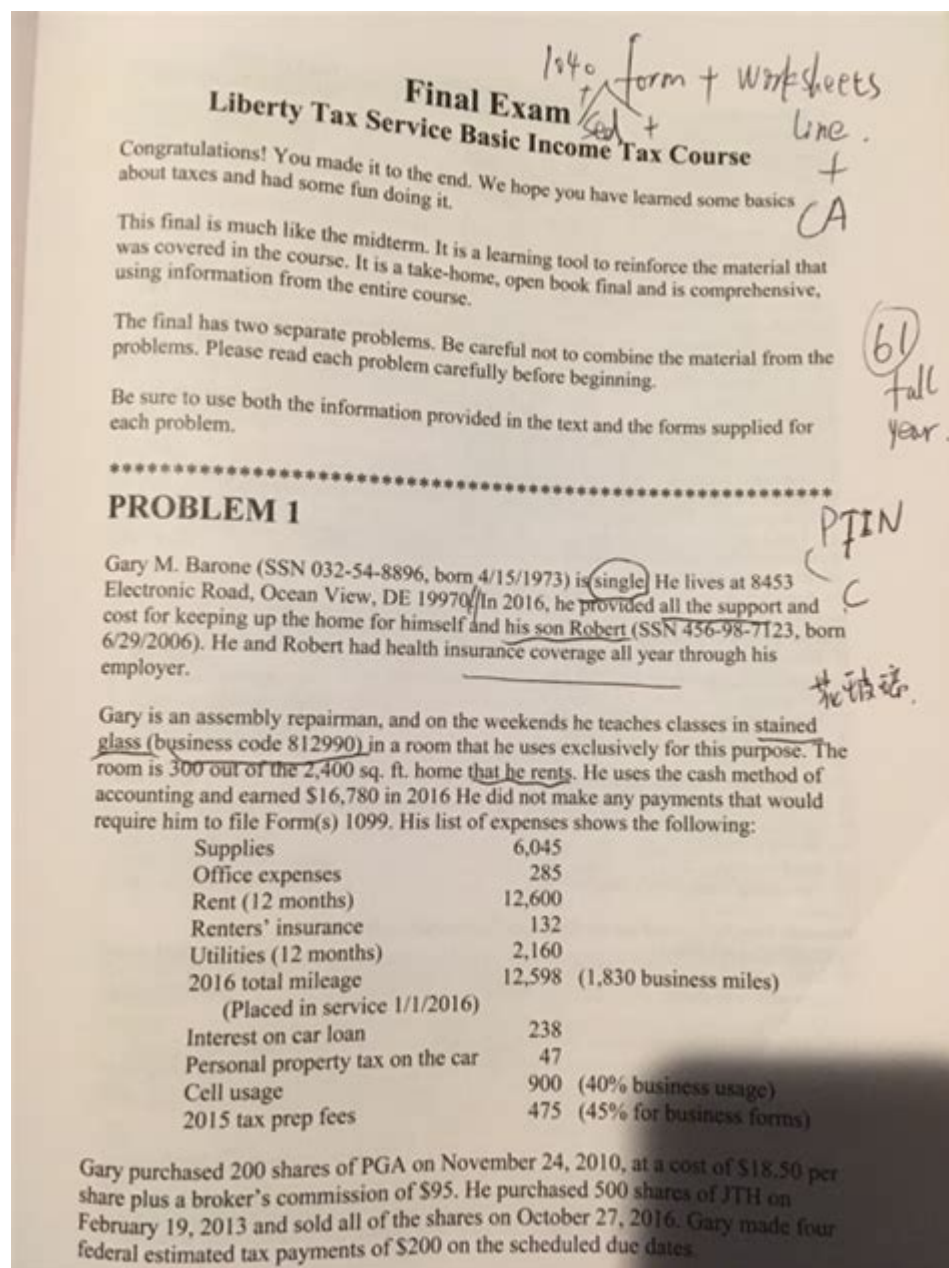 1040 form + worksheets
+
line.
+
CA
Final Exam
Liberty Tax Service Basic Income Tax Course
Congratulations! You made it to the end. We hope you have learned some basics
about taxes and had some fun doing it.
This final is much like the midterm. It is a learning tool to reinforce the material that
was covered in the course. It is a take-home, open book final and is comprehensive,
using information from the entire course.
The final has two separate problems. Be careful not to combine the material from the
problems. Please read each problem carefully before beginning.
61
full
year.
Be sure to use both the information provided in the text and the forms supplied for
each problem.
PROBLEM 1
PTIN
C
Gary M. Barone (SSN 032-54-8896, born 4/15/1973) is single. He lives at 8453
Electronic Road, Ocean View, DE 19970. In 2016, he provided all the support and
cost for keeping up the home for himself and his son Robert (SSN 456-98-7123, born
6/29/2006). He and Robert had health insurance coverage all year through his
employer.
Gary is an assembly repairman, and on the weekends he teaches classes in stained
glass (business code 812990) in a room that he uses exclusively for this purpose. The
room is 300 out of the 2,400 sq. ft. home that he rents. He uses the cash method of
accounting and earned $16,780 in 2016 He did not make any payments that would
require him to file Form(s) 1099. His list of expenses shows the following:
Supplies 6,045
Office expenses 285
Rent (12 months) 12,600
Renters' insurance 132
Utilities (12 months) 2,160
2016 total mileage 12,598 (1,830 business miles)
(Placed in service 1/1/2016)
Interest on car loan 238
Personal property tax on the car 47
Cell usage 900 (40% business usage)
2015 tax prep fees 475 (45% for business forms)
Gary purchased 200 shares of PGA on November 24, 2010, at a cost of $18.50 per
share plus a broker's commission of $95. He purchased 500 shares of JTH on
February 19, 2013 and sold all of the shares on October 27, 2016. Gary made four
federal estimated tax payments of $200 on the scheduled due dates.